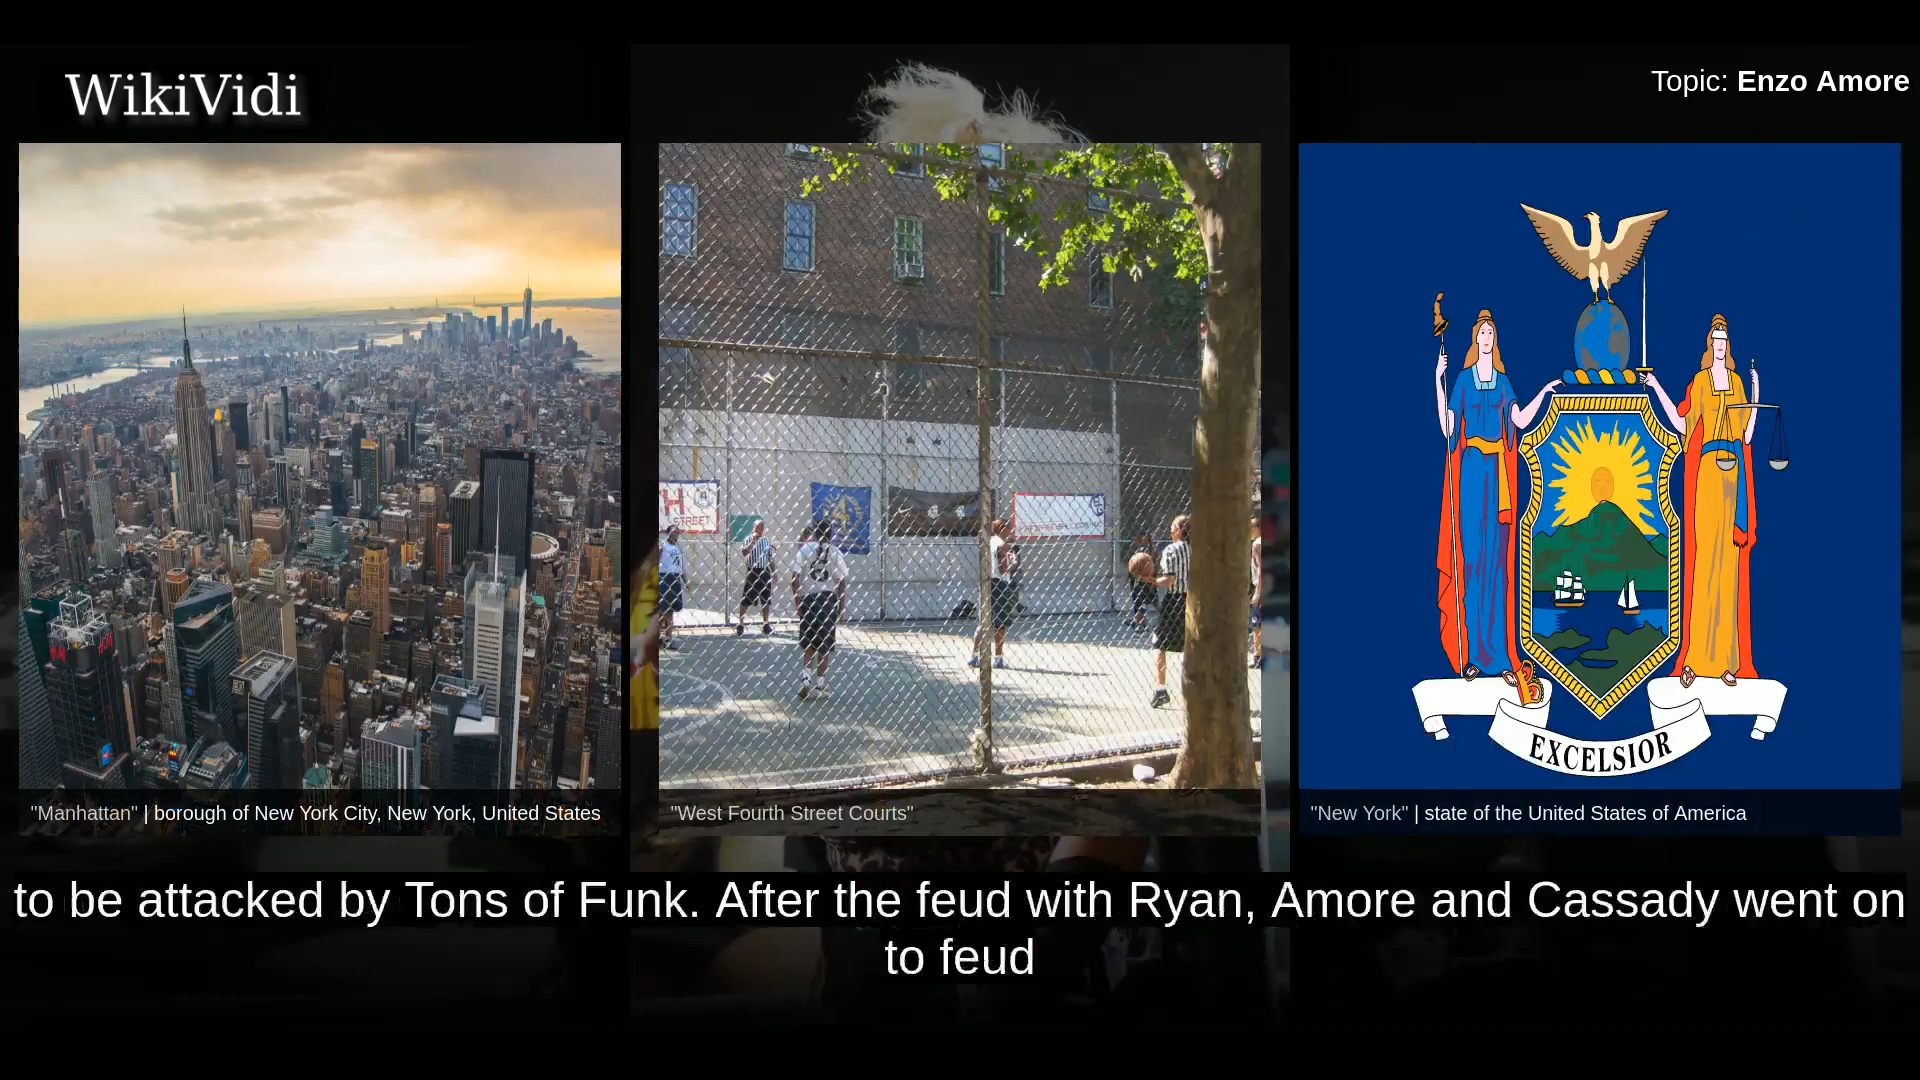 WikiVidi
Topic: Enzo Amore
H
STREET
EXCELSIOR
"Manhattan" | borough of New York City, New York, United States
"West Fourth Street Courts"
"New York" | state of the United States of America
to be attacked by Tons of Funk. After the feud with Ryan, Amore and Cassady went on
to feud